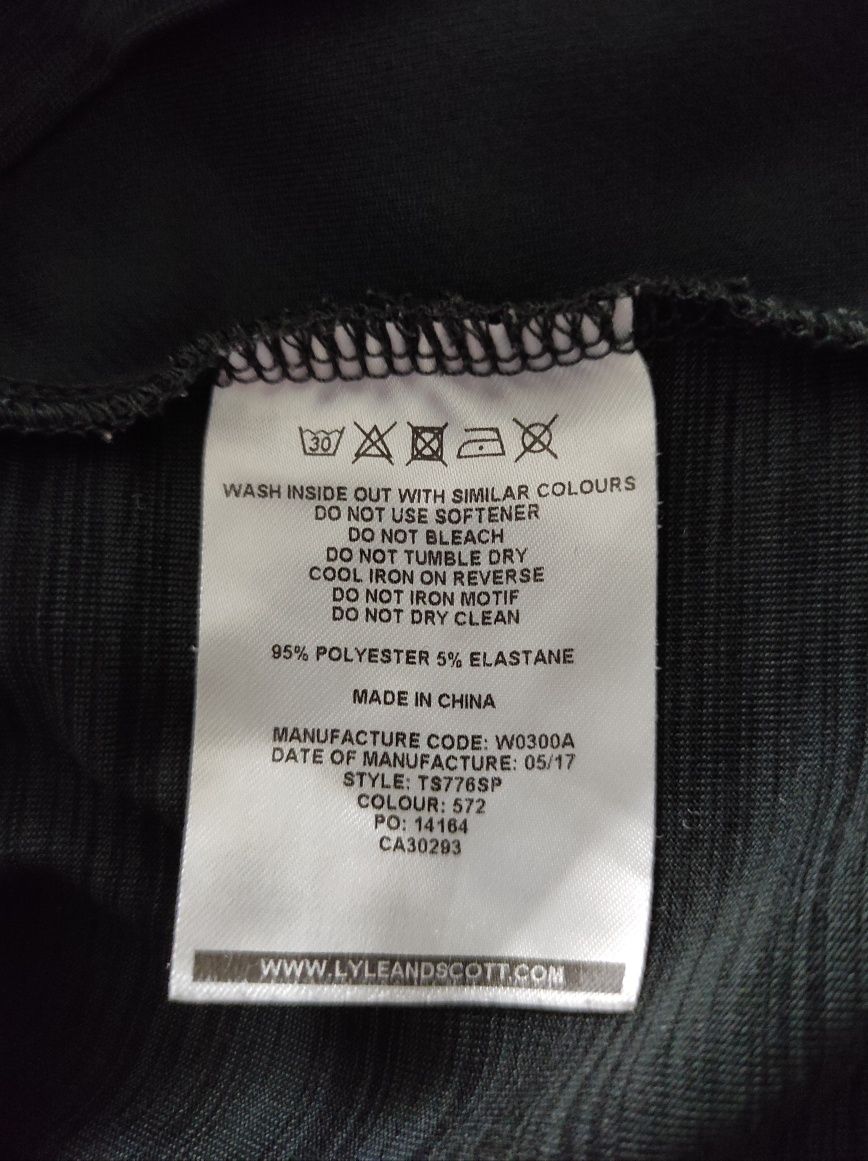 30
WASH INSIDE OUT WITH SIMILAR COLOURS
DO NOT USE SOFTENER
DO NOT BLEACH
DO NOT TUMBLE DRY
COOL IRON ON REVERSE
DO NOT IRON MOTIF
DO NOT DRY CLEAN
95% POLYESTER 5% ELASTANE
MADE IN CHINA
MANUFACTURE CODE: W0300A
DATE OF MANUFACTURE: 05/17
STYLE: TS776SP
COLOUR: 572
PO: 14164
CA30293
WWW.LYLEANDSCOTT.COM